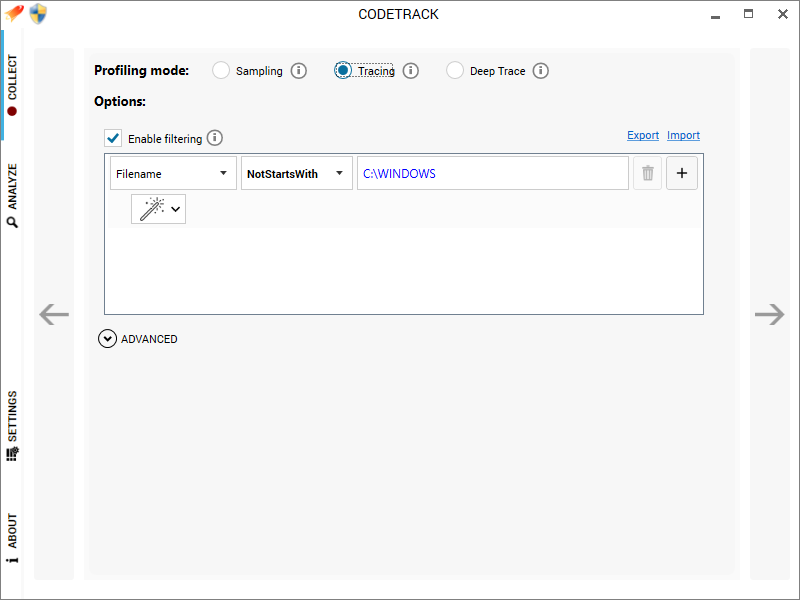 CODETRACK
COLLECT
ANALYZE
SETTINGS
ABOUT
Profiling mode: Sampling Tracing Deep Trace
Options:
Enable filtering Export Import
Filename NotStartsWith C:\WINDOWS +
ADVANCED